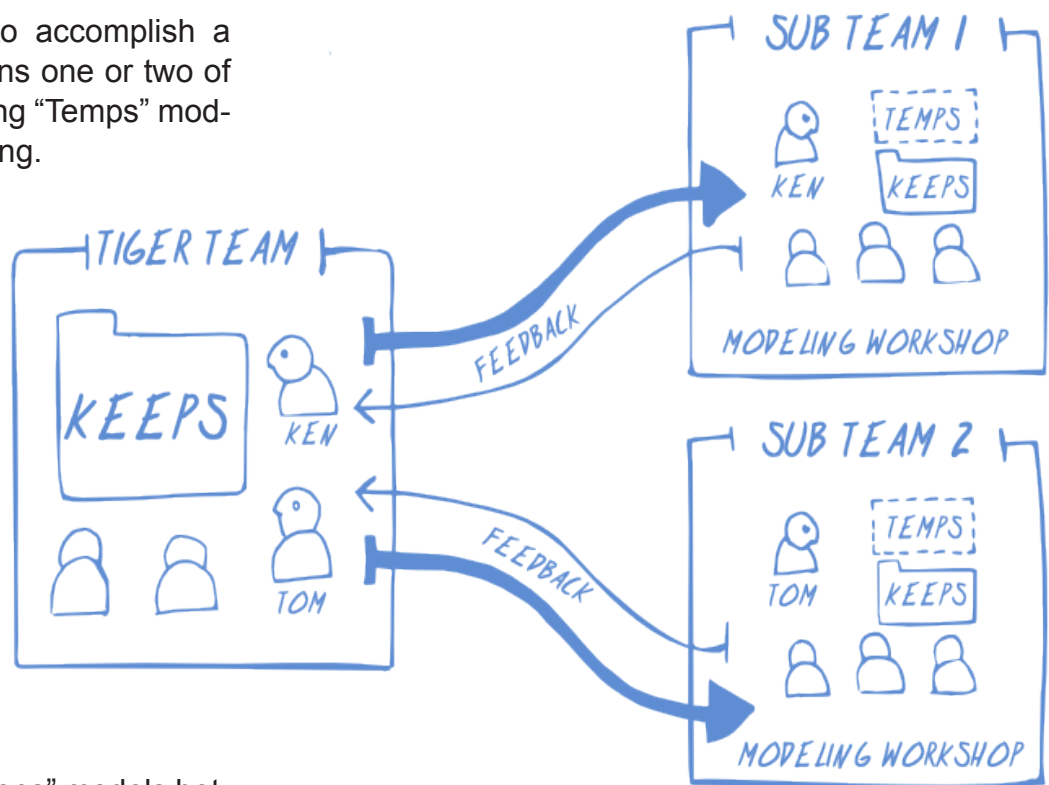 o accomplish a
ns one or two of
ng “Temps” mod-
ng.
TIGER TEAM
KEEPS
KEN
TOM
FEEDBACK
FEEDBACK
SUB TEAM 1
TEMPS
KEN
KEEPS
MODELING WORKSHOP
SUB TEAM 2
TEMPS
TOM
KEEPS
MODELING WORKSHOP